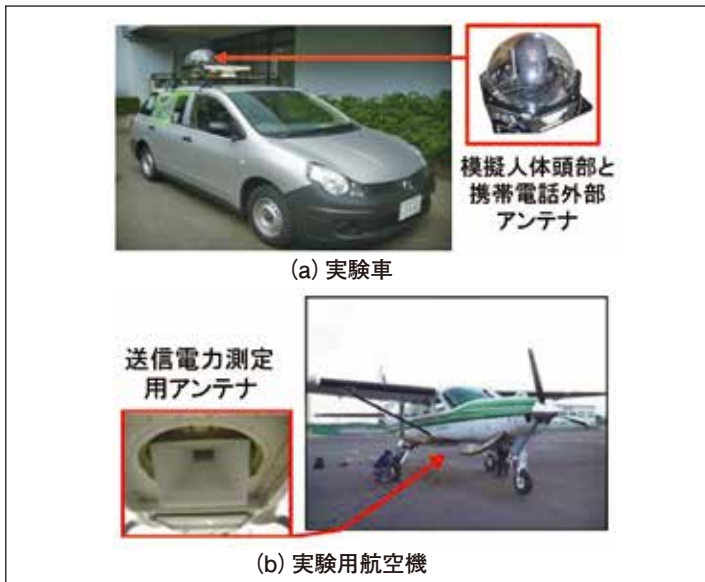 模擬人体頭部と
携帯電話外部
アンテナ
(a) 実験車
送信電力測定
用アンテナ
(b) 実験用航空機